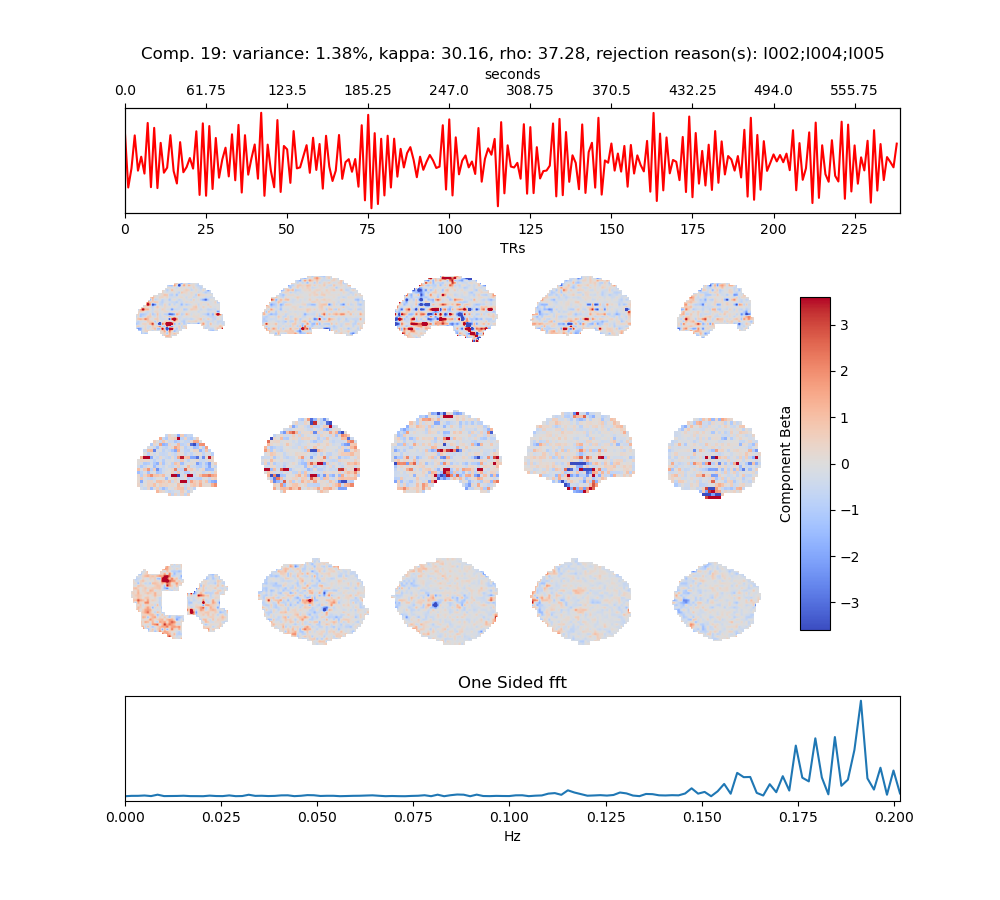 Comp. 19: variance: 1.38%, kappa: 30.16, rho: 37.28, rejection reason(s): I002;I004;I005
seconds
0.0 61.75 123.5 185.25 247.0 308.75 370.5 432.25 494.0 555.75
0 25 50 75 100 125 150 175 200 225
TRs
3
2
1
0
−1
−2
−3
Component Beta
One Sided fft
0.000 0.025 0.050 0.075 0.100 0.125 0.150 0.175 0.200
Hz